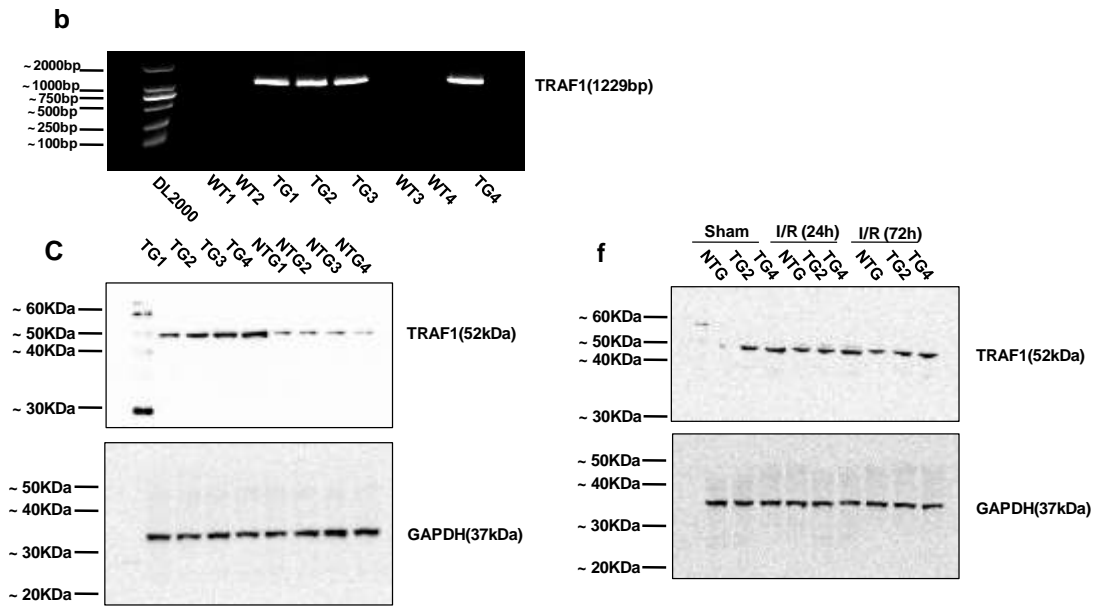 b
~ 2000bp
~ 1000bp
~ 750bp
~ 500bp
~ 250bp
~ 100bp
TRAF1(1229bp)
DL2000 WT1 WT2 TG1 TG2 TG3 WT3 WT4 TG4
C
TG1 TG2 TG3 TG4 NTG1 NTG2 NTG3 NTG4
~ 60KDa
~ 50KDa
~ 40KDa
~ 30KDa
TRAF1(52kDa)
~ 50KDa
~ 40KDa
~ 30KDa
~ 20KDa
GAPDH(37kDa)
f
Sham I/R (24h) I/R (72h)
NTG TG2 TG4 NTG TG2 TG4 NTG TG2 TG4
~ 60KDa
~ 50KDa
~ 40KDa
~ 30KDa
TRAF1(52kDa)
~ 50KDa
~ 40KDa
~ 30KDa
~ 20KDa
GAPDH(37kDa)